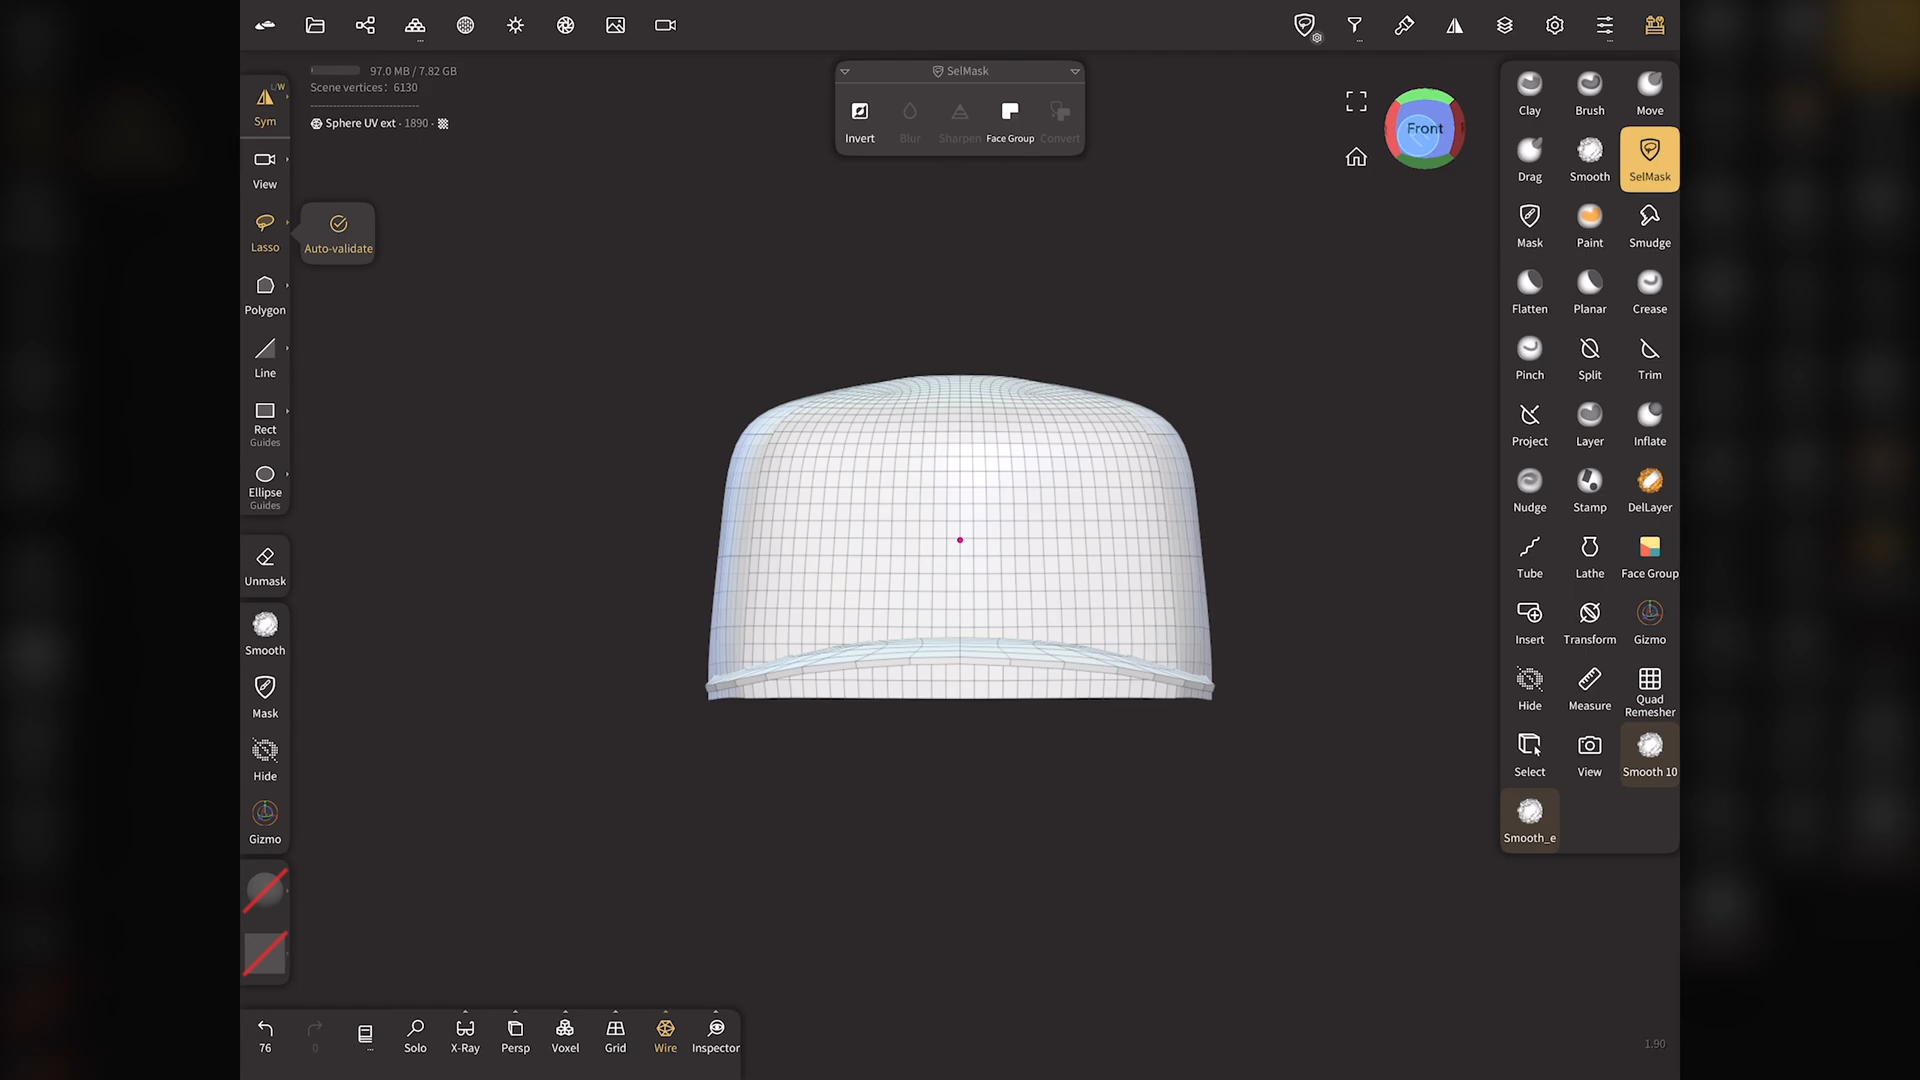 97.0 MB / 7.82 GB
Scene vertices: 6130
Sphere UV ext · 1890 ·
L/W
Sym
View
Lasso
Auto-validate
Polygon
Line
Rect
Guides
Ellipse
Guides
Unmask
Smooth
Mask
Hide
Gizmo
SelMask
Invert
Blur
Sharpen
Face Group
Convert
Front
Clay
Brush
Move
Drag
Smooth
SelMask
Mask
Paint
Smudge
Flatten
Planar
Crease
Pinch
Split
Trim
Project
Layer
Inflate
Nudge
Stamp
DelLayer
Tube
Lathe
Face Group
Insert
Transform
Gizmo
Hide
Measure
Quad
Remesher
Select
View
Smooth 10
Smooth_e
76
0
Solo
X-Ray
Persp
Voxel
Grid
Wire
Inspector
1.90